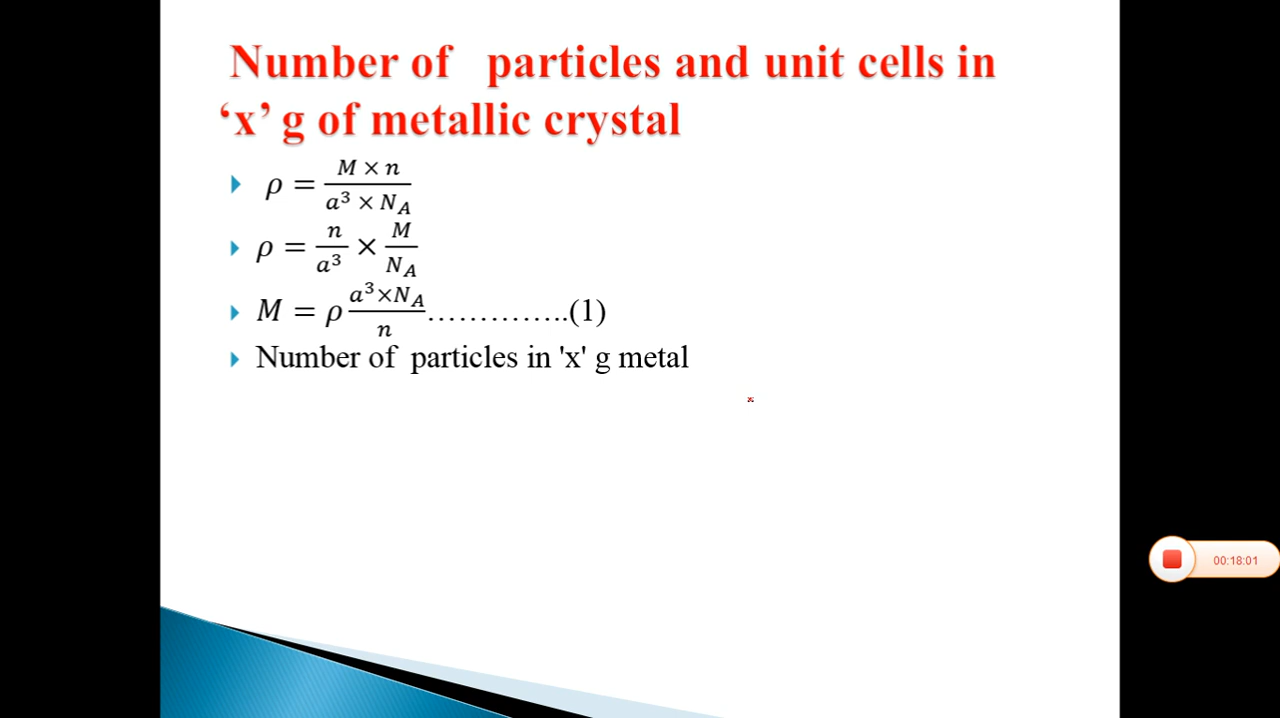 Number of particles and unit cells in
‘x’ g of metallic crystal
ρ = (M × n)/(a³ × N_A)
ρ = n/a³ × M/N_A
M = ρ (a³×N_A)/n …………..(1)
Number of particles in 'x' g metal
00:18:01